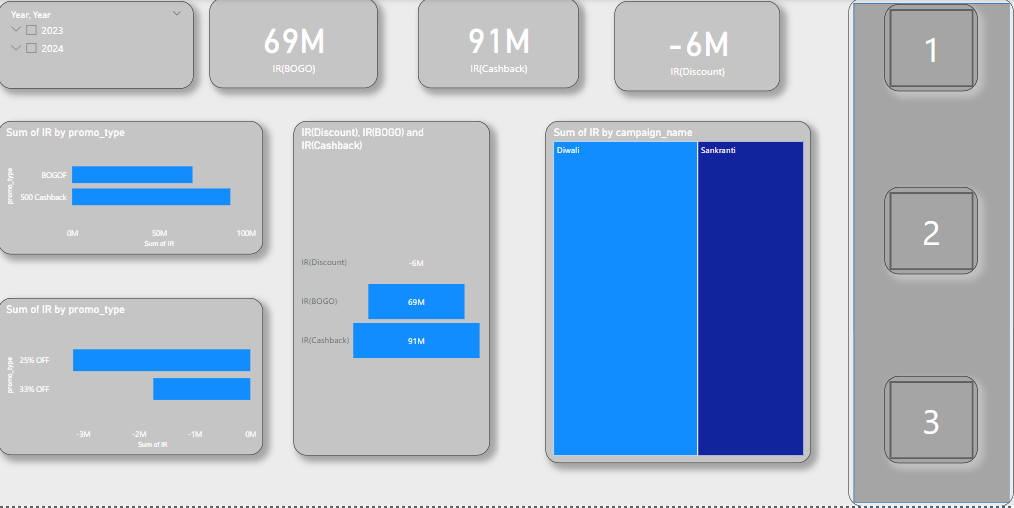 Year, Year
2023
2024
69M
IR(BOGO)
91M
IR(Cashback)
-6M
IR(Discount)
1
Sum of IR by promo_type
promo_type
BOGOF
500 Cashback
0M
50M
100M
Sum of IR
IR(Discount), IR(BOGO) and
IR(Cashback)
IR(Discount)
-6M
IR(BOGO)
69M
IR(Cashback)
91M
Sum of IR by campaign_name
Diwali
Sankranti
2
Sum of IR by promo_type
promo_type
25% OFF
33% OFF
-3M
-2M
-1M
0M
Sum of IR
3